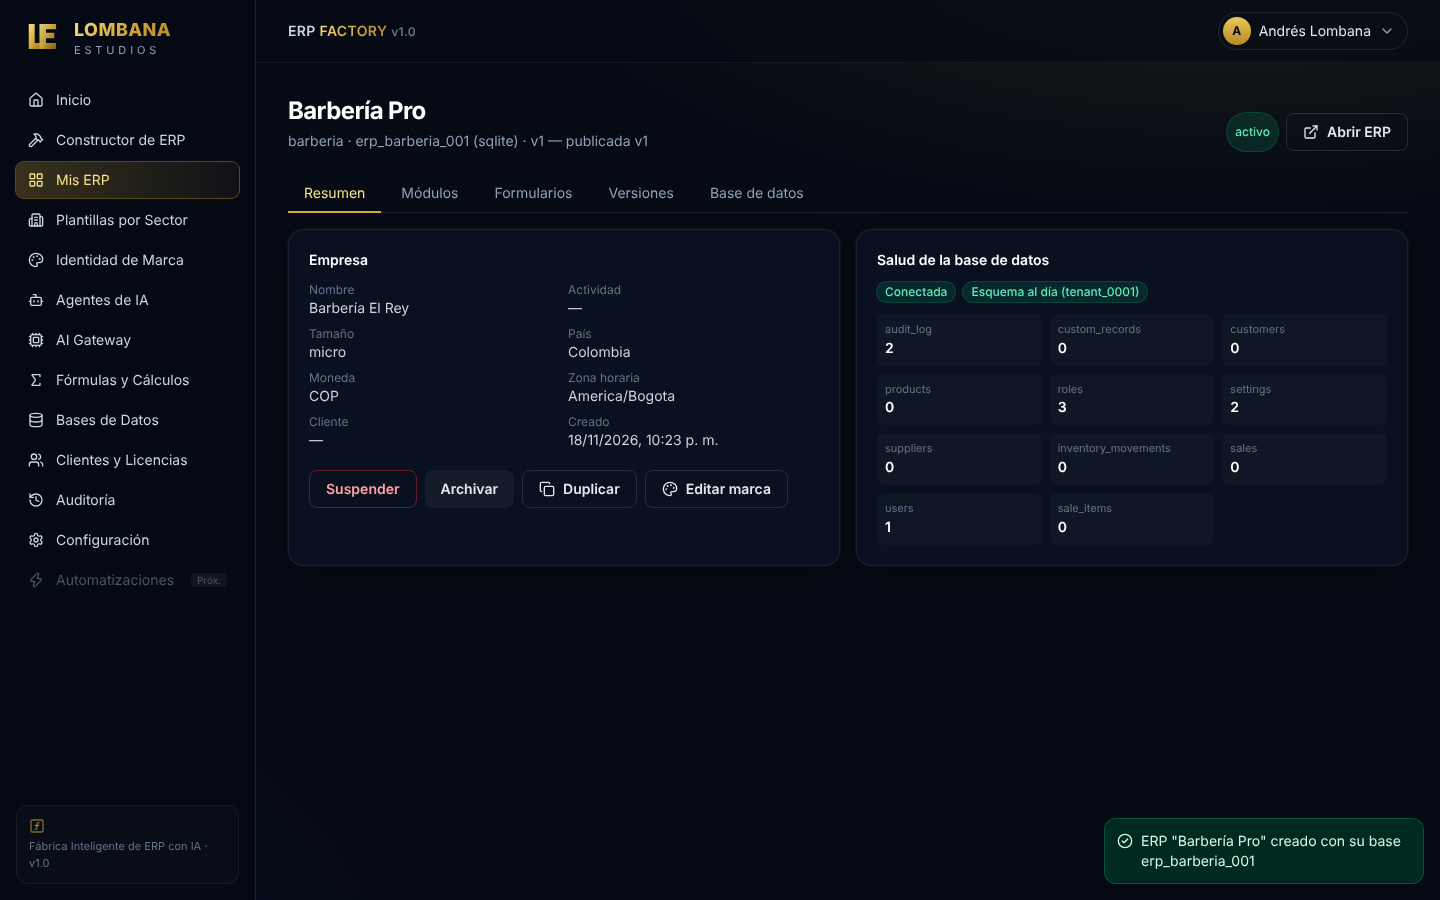 LOMBANA
ESTUDIOS
Inicio
Constructor de ERP
Mis ERP
Plantillas por Sector
Identidad de Marca
Agentes de IA
AI Gateway
Fórmulas y Cálculos
Bases de Datos
Clientes y Licencias
Auditoría
Configuración
Automatizaciones Próx.
Fábrica Inteligente de ERP con IA ·
v1.0
ERP FACTORY v1.0
A Andrés Lombana
Barbería Pro
barberia · erp_barberia_001 (sqlite) · v1 — publicada v1
activo
Abrir ERP
Resumen Módulos Formularios Versiones Base de datos
Empresa
Nombre Actividad
Barbería El Rey —
Tamaño País
micro Colombia
Moneda Zona horaria
COP America/Bogota
Cliente Creado
— 18/11/2026, 10:23 p. m.
Suspender Archivar Duplicar Editar marca
Salud de la base de datos
Conectada Esquema al día (tenant_0001)
audit_log custom_records customers
2 0 0
products roles settings
0 3 2
suppliers inventory_movements sales
0 0 0
users sale_items
1 0
ERP "Barbería Pro" creado con su base
erp_barberia_001